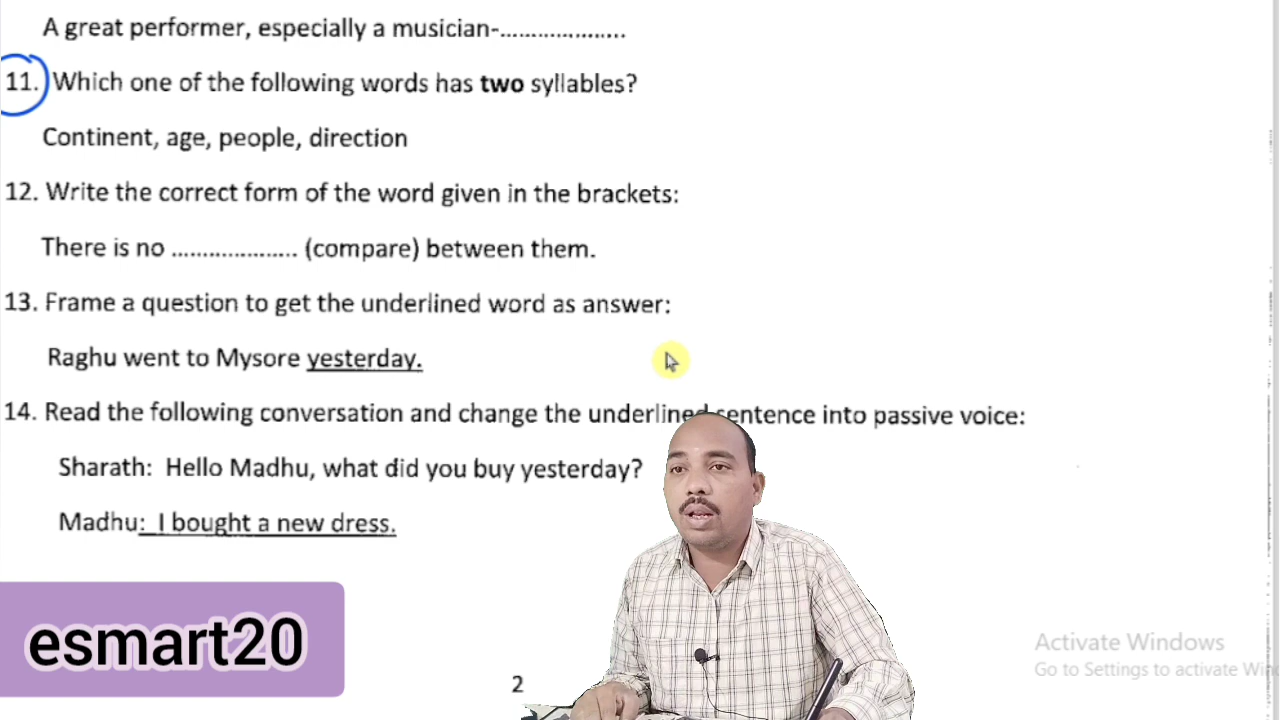 A great performer, especially a musician-....................
11. Which one of the following words has two syllables?
Continent, age, people, direction
12. Write the correct form of the word given in the brackets:
There is no .................... (compare) between them.
13. Frame a question to get the underlined word as answer:
Raghu went to Mysore yesterday.
14. Read the following conversation and change the underlined sentence into passive voice:
Sharath: Hello Madhu, what did you buy yesterday?
Madhu: I bought a new dress.
esmart20
2
Activate Windows
Go to Settings to activate Win